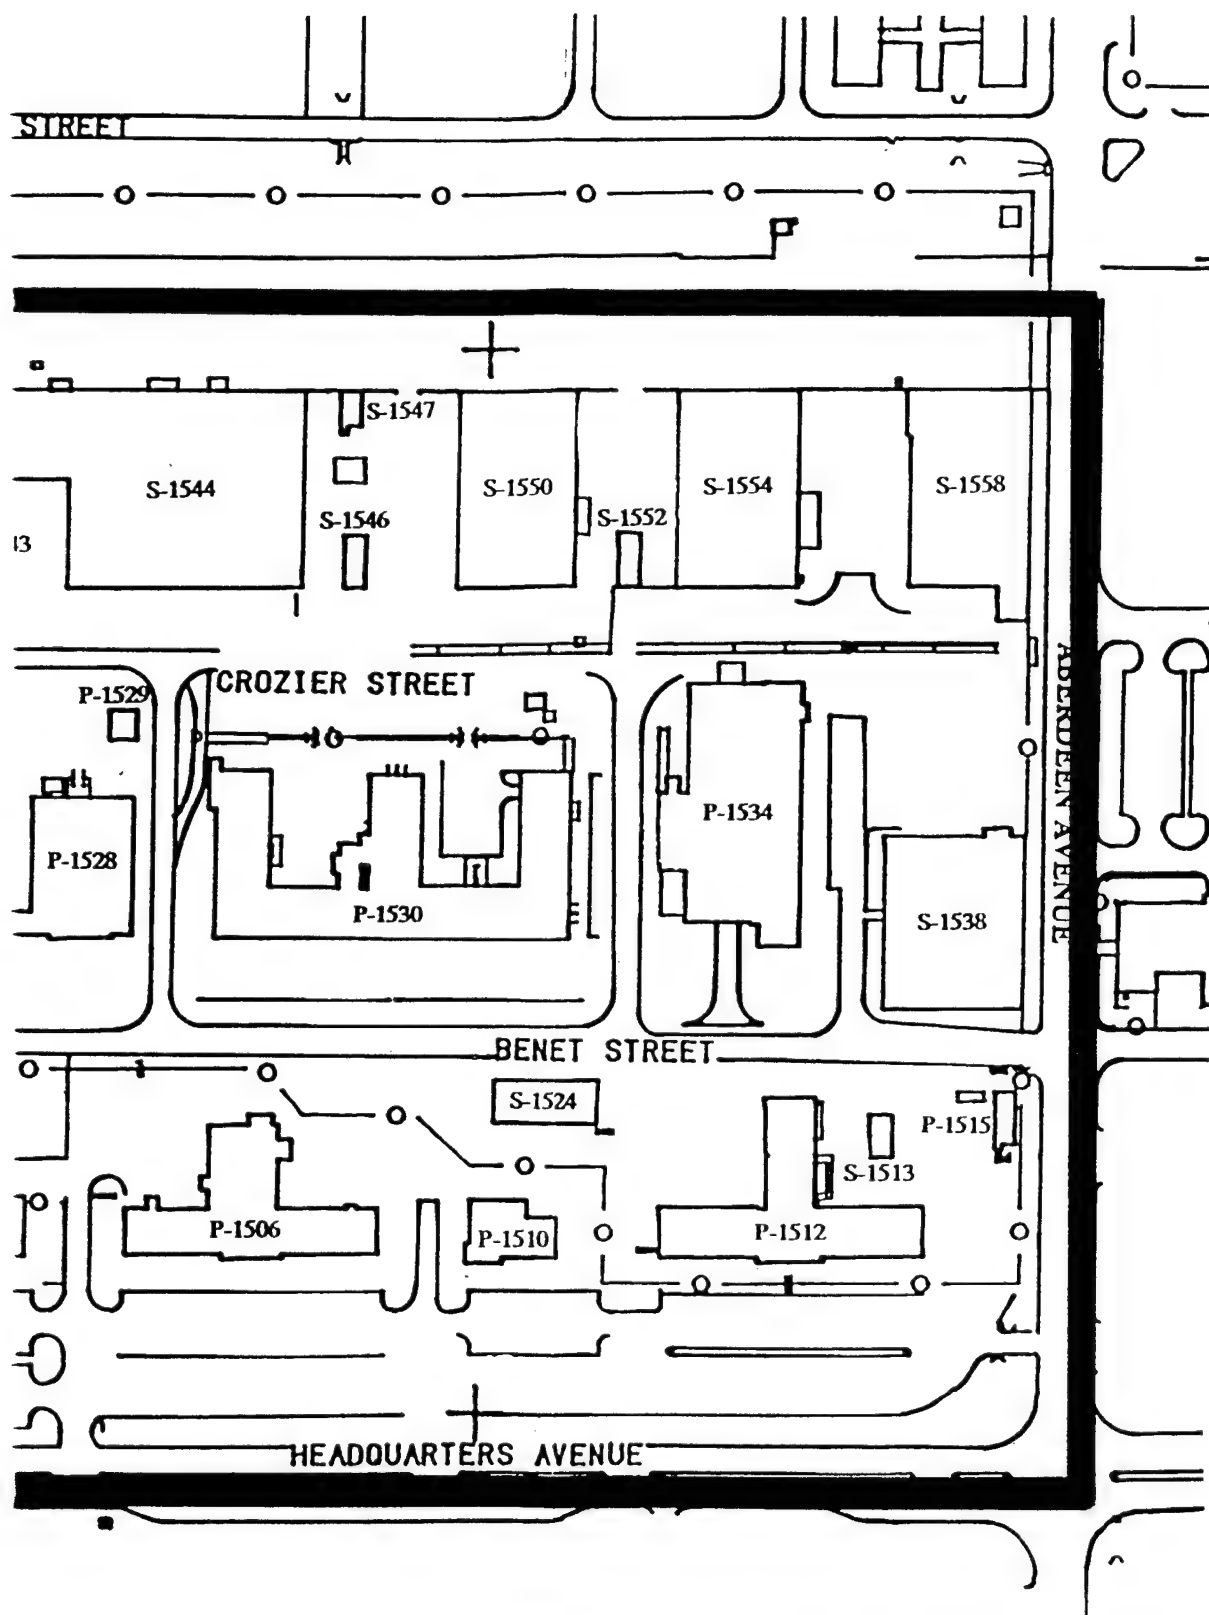 STREET
S-1547
S-1544
S-1550
S-1554
S-1558
S-1546
S-1552
13
CROZIER STREET
P-1529
ABERDEEN AVENUE
P-1534
P-1528
P-1530
S-1538
BENET STREET
S-1524
P-1515
S-1513
P-1506
P-1510
P-1512
HEADQUARTERS AVENUE